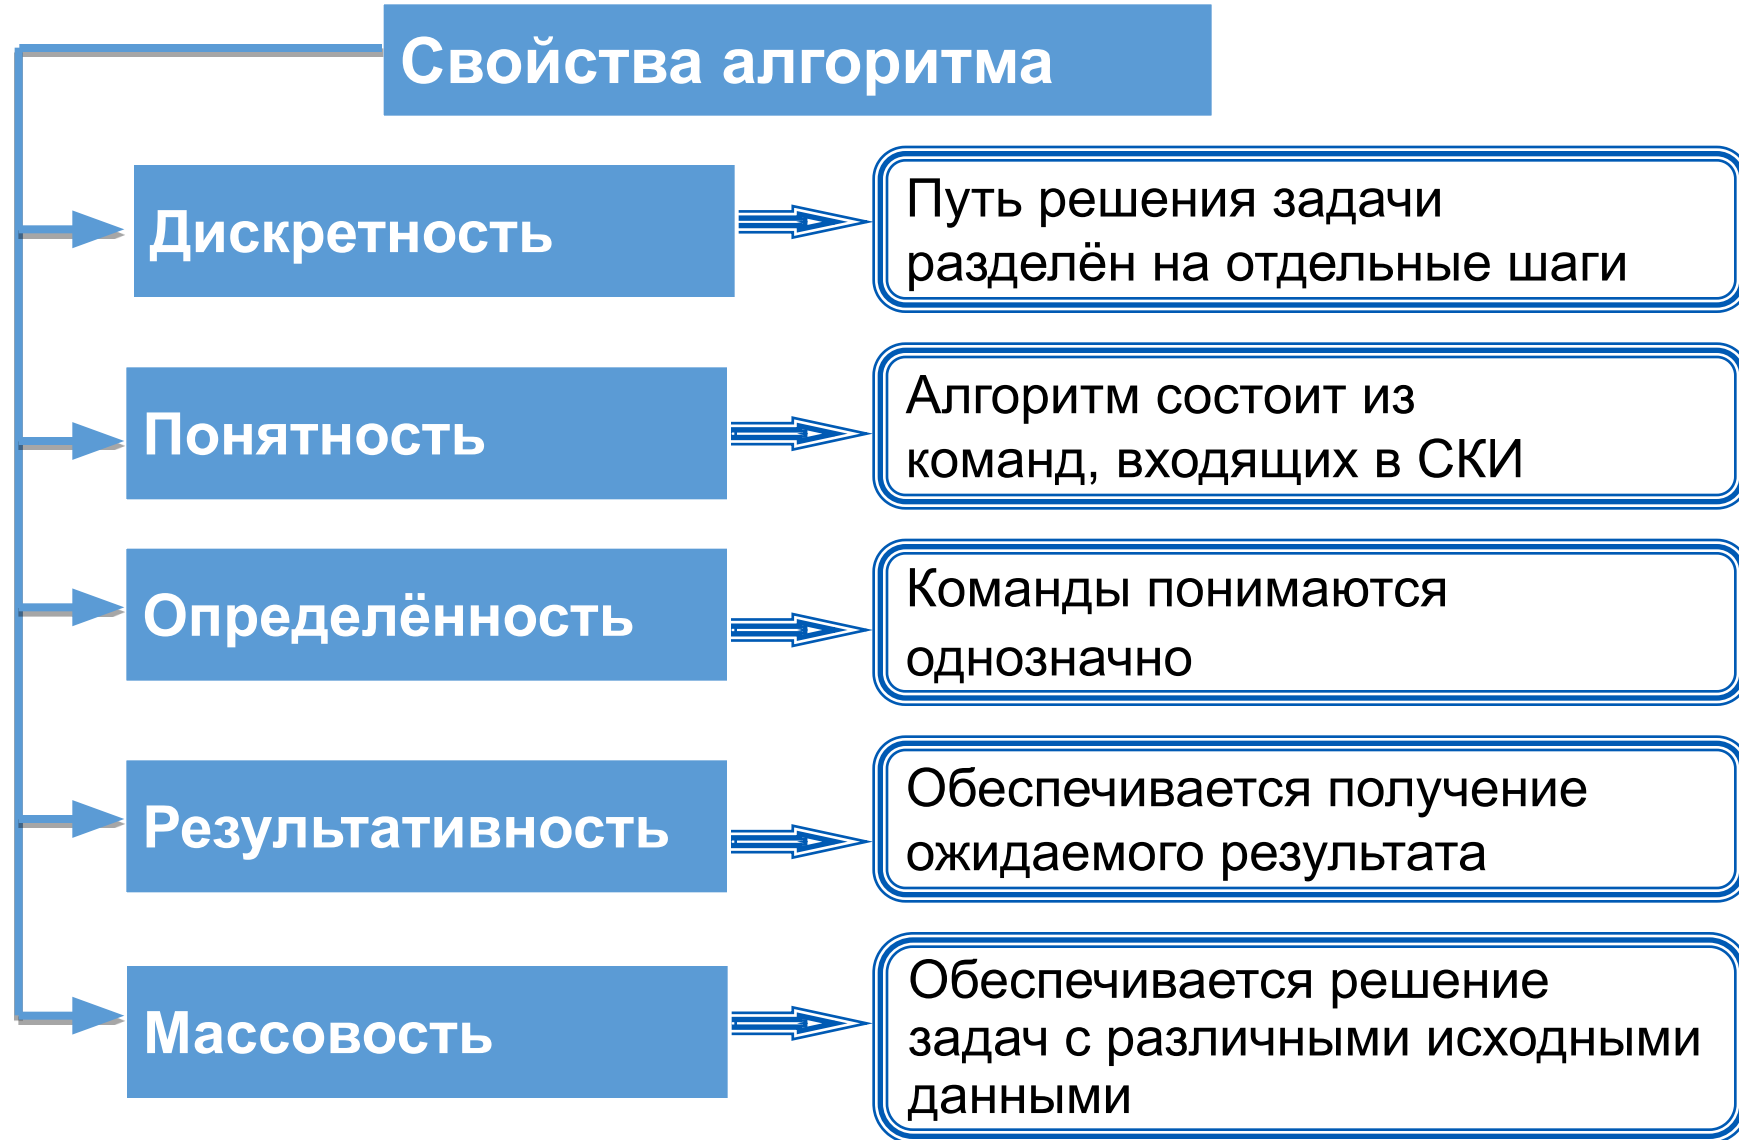 Свойства алгоритма
Дискретность
Путь решения задачи
разделён на отдельные шаги
Понятность
Алгоритм состоит из
команд, входящих в СКИ
Определённость
Команды понимаются
однозначно
Результативность
Обеспечивается получение
ожидаемого результата
Массовость
Обеспечивается решение
задач с различными исходными
данными